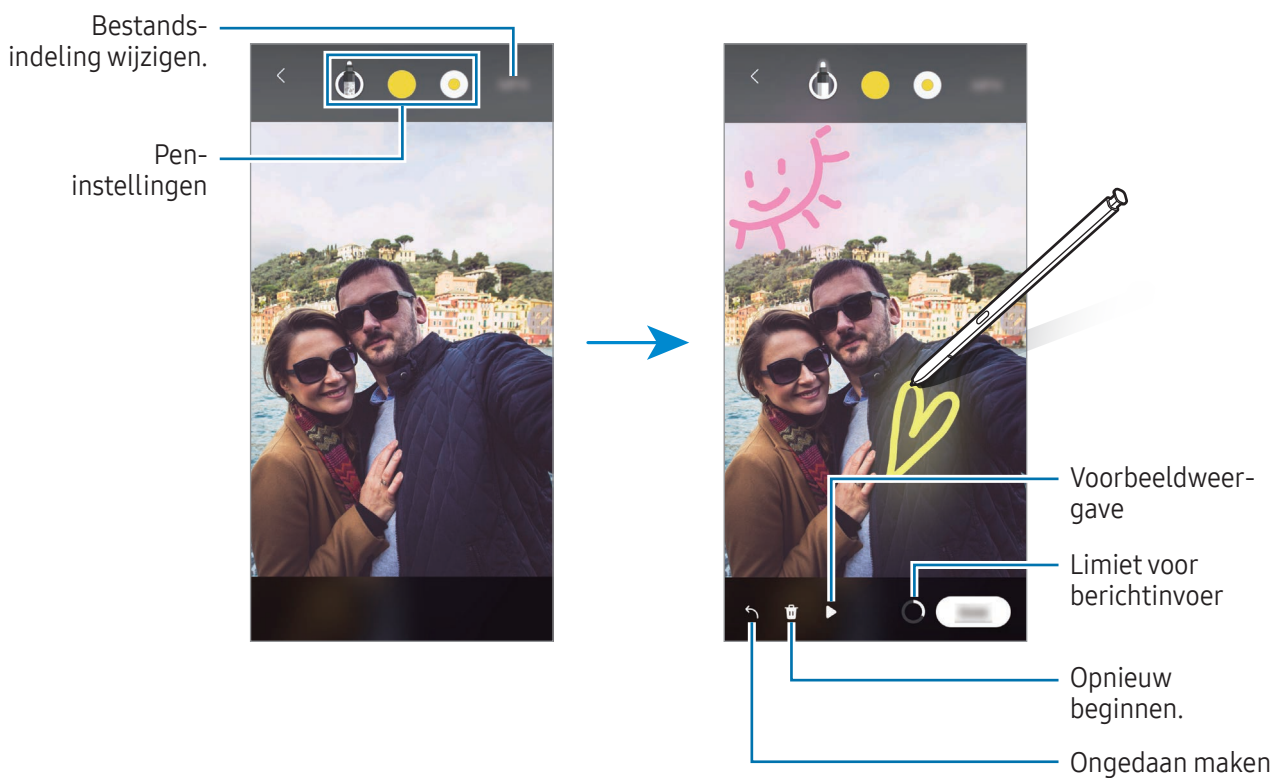 Bestands-
indeling wijzigen.
Pen-
instellingen
Voorbeeldweer-
gave
Limiet voor
berichtinvoer
Opnieuw
beginnen.
Ongedaan maken